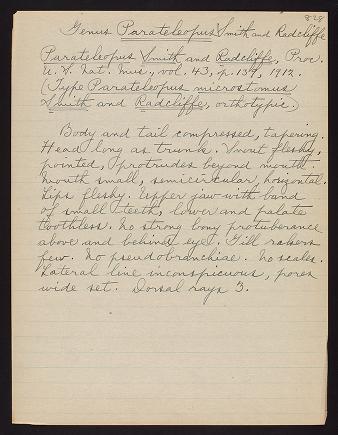 828
Genus Parateleopus Smith and Radcliffe
Parateleopus Smith and Radcliffe, Proc.
U. S. Nat. Mus., vol. 43, p. 139, 1912.
(Type Parateleopus microstomus
Smith and Radcliffe, orthotypic.)
Body and tail compressed, tapering.
Head long as trunk. Snout fleshy,
pointed, protrudes beyond mouth.
Mouth small, semicircular, horizontal.
Lips fleshy. Upper jaw with band
of small teeth, lower and palate
toothless. No strong bony protuberance
above and behind eye. Gill rakers
few. No pseudobranchiae. No scales.
Lateral line inconspicuous, pores
wide set. Dorsal rays 3.